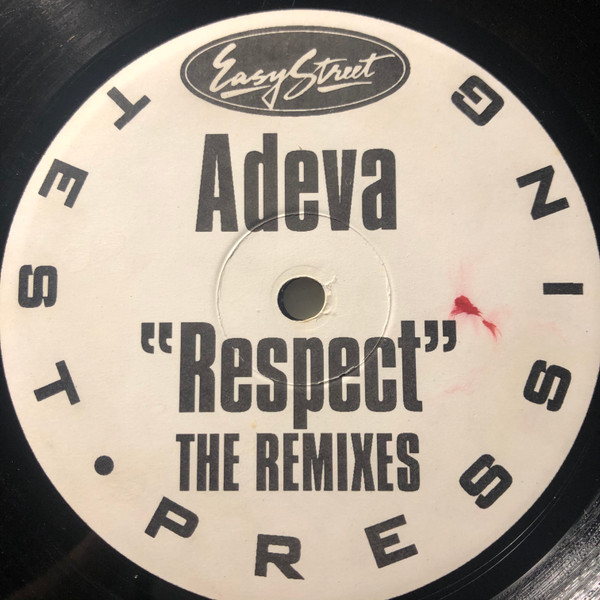 Easy Street
Adeva
"Respect"
THE REMIXES
TEST • PRESSING